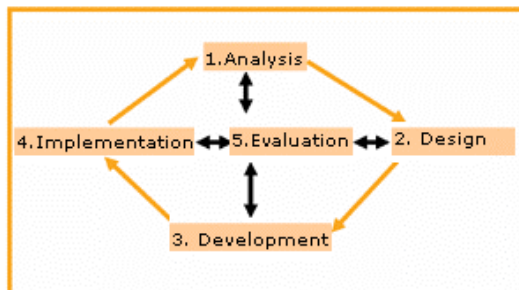 1.Analysis
4.Implementation
5.Evaluation
2. Design
3. Development